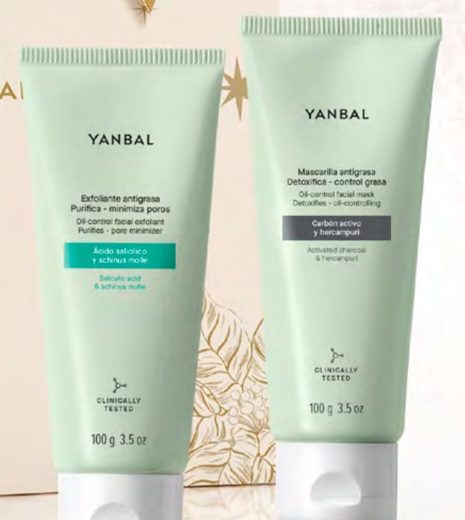 YANBAL
Exfoliante antigrasa
Purifica - minimiza poros
Oil-control facial exfoliant
Purifies - pore minimizer
Ácido salicílico
y schinus molle
Salicylic acid
& schinus molle
CLINICALLY
TESTED
100 g 3.5 oz
YANBAL
Mascarilla antigrasa
Detoxifica - control grasa
Oil-control facial mask
Detoxifies - oil-controlling
Carbón activo
y hercampuri
Activated charcoal
& hercampuri
CLINICALLY
TESTED
100 g 3.5 oz